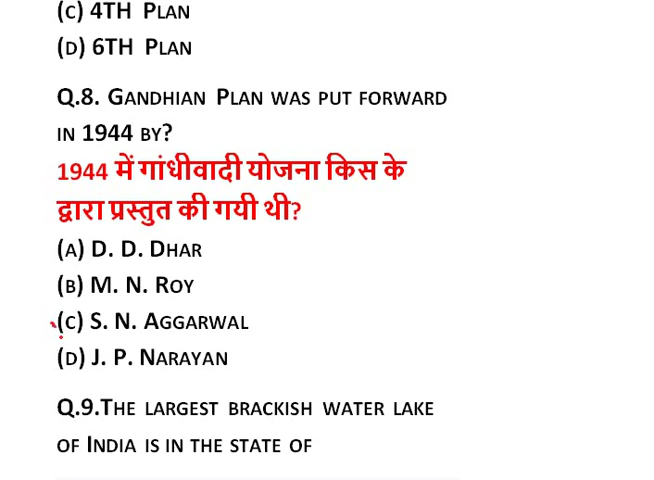 (C) 4TH PLAN
(D) 6TH PLAN
Q.8. GANDHIAN PLAN WAS PUT FORWARD
IN 1944 BY?
1944 में गांधीवादी योजना किस के
द्वारा प्रस्तुत की गयी थी?
(A) D. D. DHAR
(B) M. N. ROY
(C) S. N. AGGARWAL
(D) J. P. NARAYAN
Q.9.THE LARGEST BRACKISH WATER LAKE
OF INDIA IS IN THE STATE OF